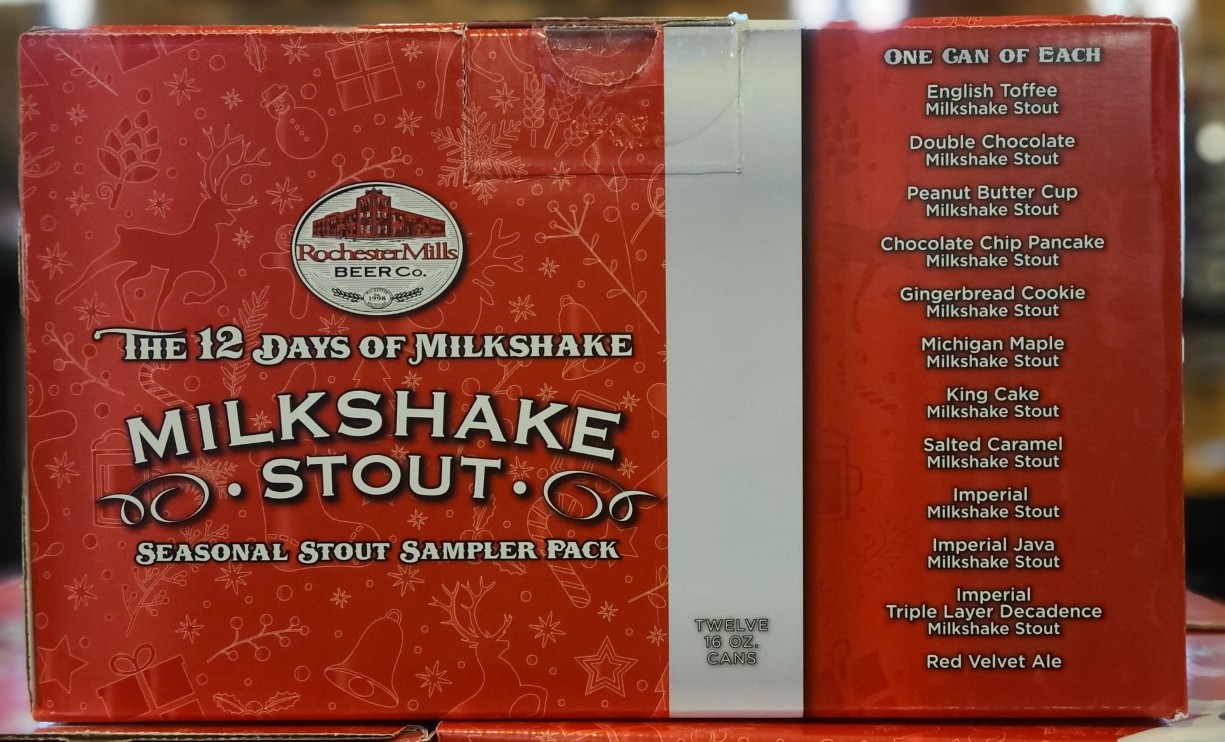 RochesterMills
BEER CO.
1998
THE 12 DAYS OF MILKSHAKE
MILKSHAKE
• STOUT •
SEASONAL STOUT SAMPLER PACK
TWELVE
16 OZ.
CANS
ONE CAN OF EACH
English Toffee
Milkshake Stout
Double Chocolate
Milkshake Stout
Peanut Butter Cup
Milkshake Stout
Chocolate Chip Pancake
Milkshake Stout
Gingerbread Cookie
Milkshake Stout
Michigan Maple
Milkshake Stout
King Cake
Milkshake Stout
Salted Caramel
Milkshake Stout
Imperial
Milkshake Stout
Imperial Java
Milkshake Stout
Imperial
Triple Layer Decadence
Milkshake Stout
Red Velvet Ale